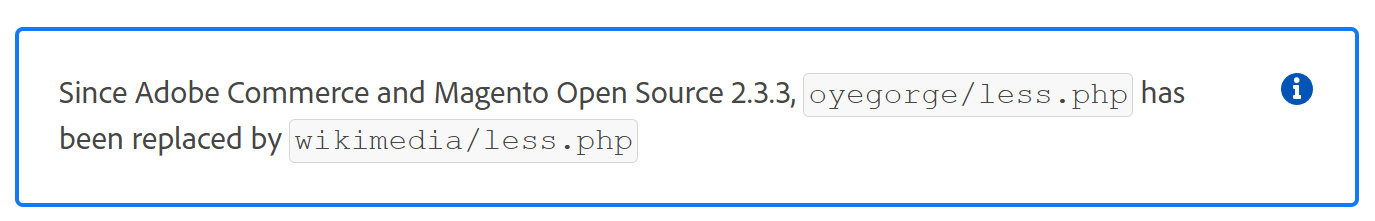 Since Adobe Commerce and Magento Open Source 2.3.3, oyegorge/less.php has
been replaced by wikimedia/less.php